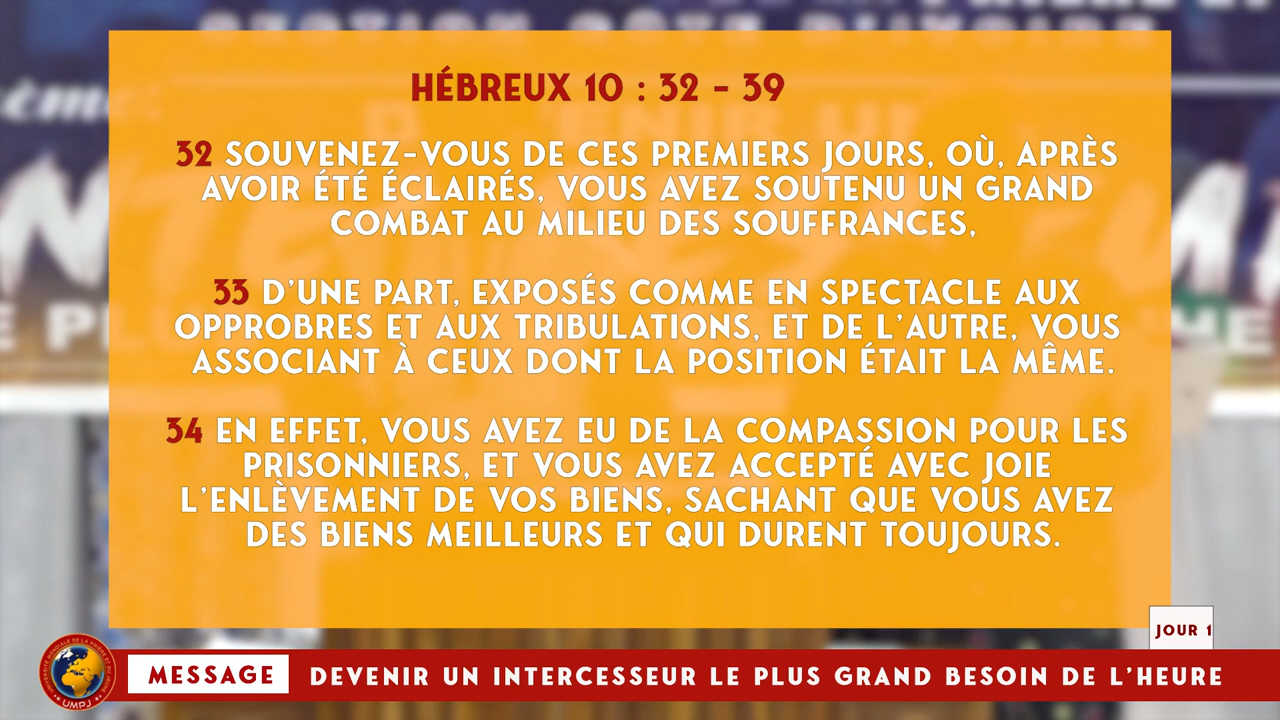 HÉBREUX 10 : 32 - 39
32 SOUVENEZ-VOUS DE CES PREMIERS JOURS, OÙ, APRÈS
AVOIR ÉTÉ ÉCLAIRÉS, VOUS AVEZ SOUTENU UN GRAND
COMBAT AU MILIEU DES SOUFFRANCES,
33 D'UNE PART, EXPOSÉS COMME EN SPECTACLE AUX
OPPROBRES ET AUX TRIBULATIONS, ET DE L'AUTRE, VOUS
ASSOCIANT À CEUX DONT LA POSITION ÉTAIT LA MÊME.
34 EN EFFET, VOUS AVEZ EU DE LA COMPASSION POUR LES
PRISONNIERS, ET VOUS AVEZ ACCEPTÉ AVEC JOIE
L'ENLÈVEMENT DE VOS BIENS, SACHANT QUE VOUS AVEZ
DES BIENS MEILLEURS ET QUI DURENT TOUJOURS.
JOUR 1
MESSAGE DEVENIR UN INTERCESSEUR LE PLUS GRAND BESOIN DE L'HEURE
UMPJ